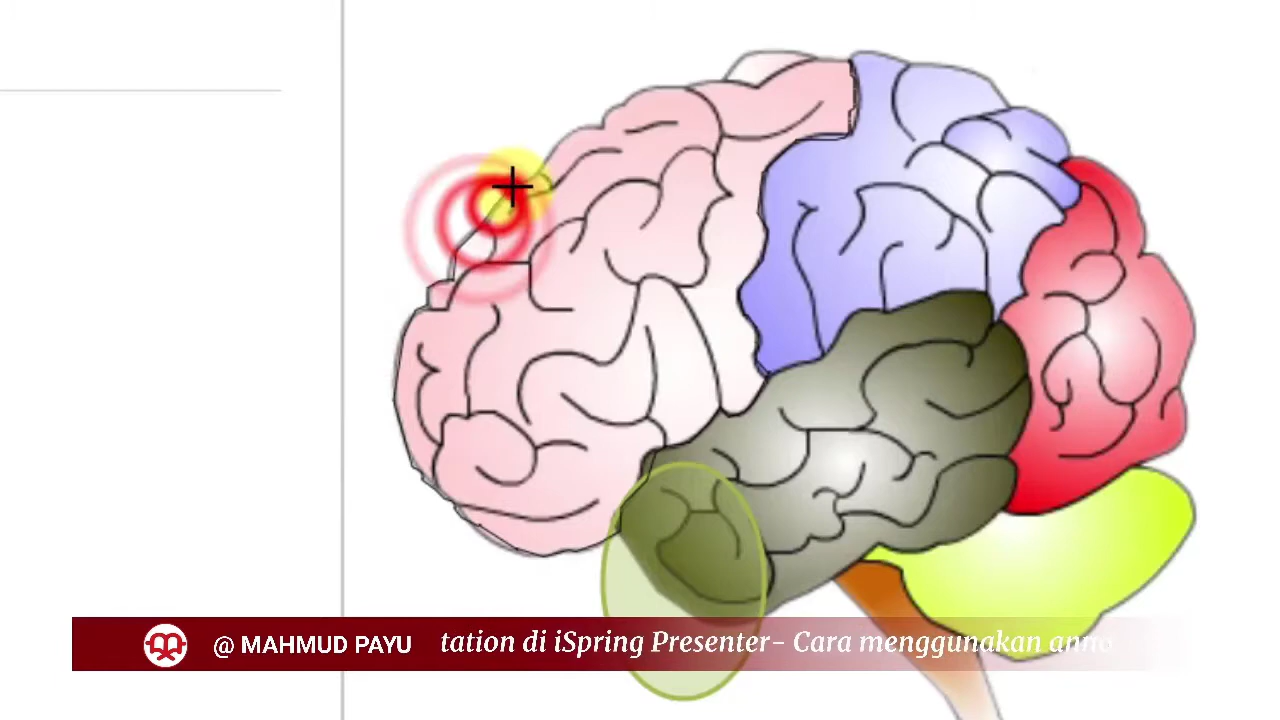 @ MAHMUD PAYU
tation di iSpring Presenter- Cara menggunakan anno